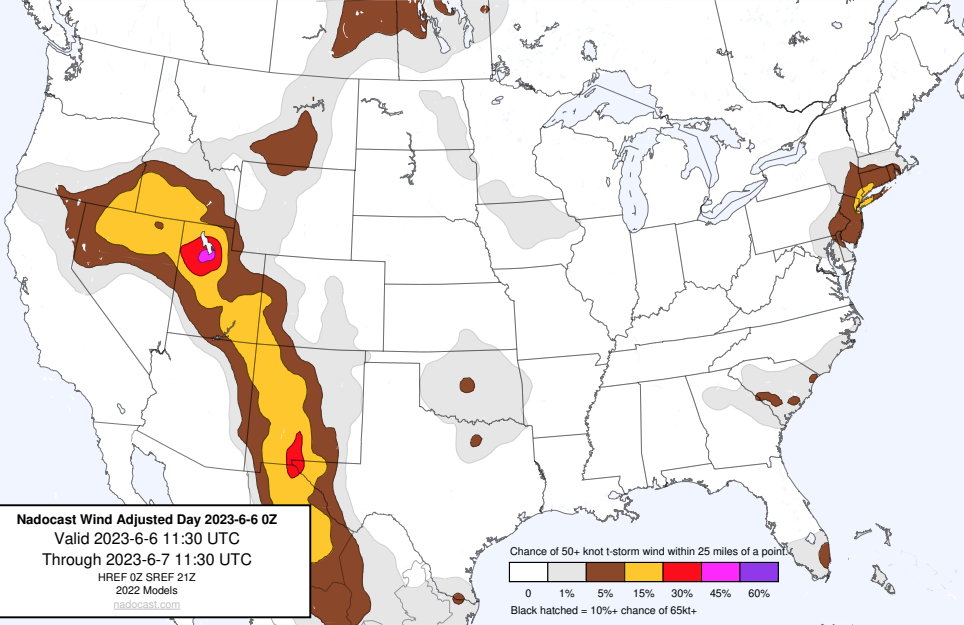 Nadocast Wind Adjusted Day 2023-6-6 0Z
Valid 2023-6-6 11:30 UTC
Through 2023-6-7 11:30 UTC
HREF 0Z SREF 21Z
2022 Models
nadocast.com
Chance of 50+ knot t-storm wind within 25 miles of a point.
0 1% 5% 15% 30% 45% 60%
Black hatched = 10%+ chance of 65kt+